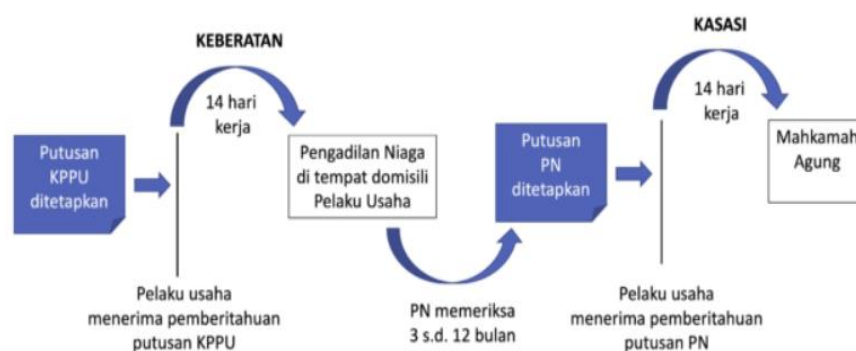 KEBERATAN
14 hari
kerja
Putusan
KPPU
ditetapkan
Pelaku usaha
menerima pemberitahuan
putusan KPPU
Pengadilan Niaga
di tempat domisili
Pelaku Usaha
PN memeriksa
3 s.d. 12 bulan
Putusan
PN
ditetapkan
KASASI
14 hari
kerja
Pelaku usaha
menerima pemberitahuan
putusan PN
Mahkamah
Agung